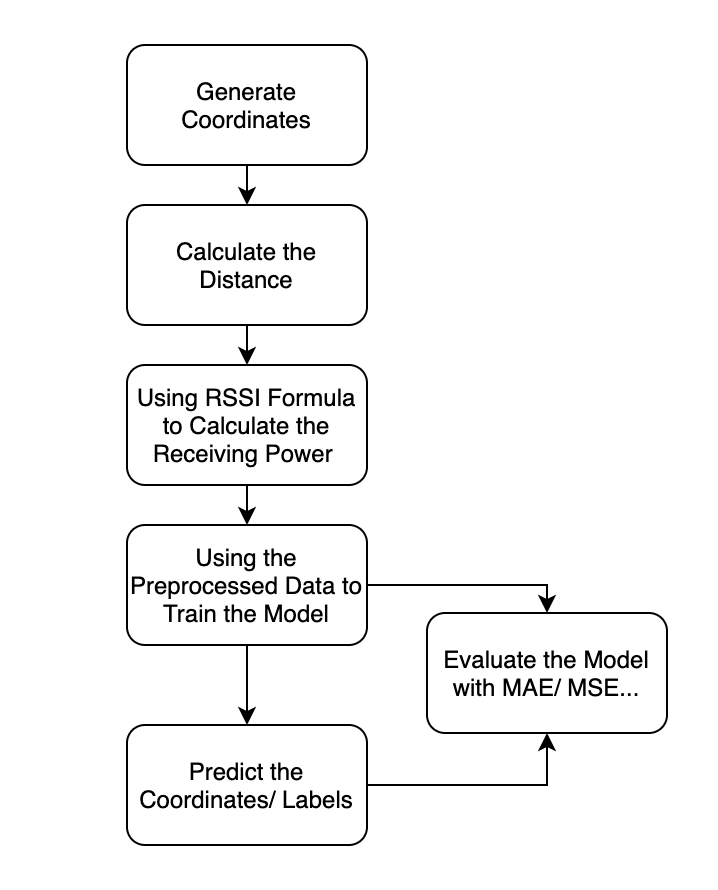 Generate
Coordinates
Calculate the
Distance
Using RSSI Formula
to Calculate the
Receiving Power
Using the
Preprocessed Data to
Train the Model
Evaluate the Model
with MAE/ MSE...
Predict the
Coordinates/ Labels